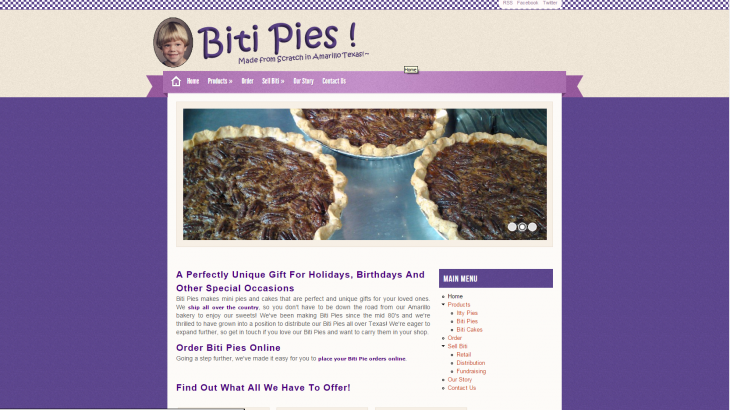 RSS Facebook Twitter
Biti Pies !
Made from Scratch in Amarillo Texas!~
Home
Home Products » Order Sell Biti » Our Story Contact Us
A Perfectly Unique Gift For Holidays, Birthdays And
Other Special Occasions
Biti Pies makes mini pies and cakes that are perfect and unique gifts for your loved ones.
We ship all over the country, so you don't have to be down the road from our Amarillo
bakery to enjoy our sweets! We've been making Biti Pies since the mid 80's and we're
thrilled to have grown into a position to distribute our Biti Pies all over Texas! We're eager to
expand further, so get in touch if you love our Biti Pies and want to carry them in your shop.
Order Biti Pies Online
Going a step further, we've made it easy for you to place your Biti Pie orders online.
Find Out What All We Have To Offer!
MAIN MENU
Home
Products
Itty Pies
Biti Pies
Biti Cakes
Order
Sell Biti
Retail
Distribution
Fundraising
Our Story
Contact Us